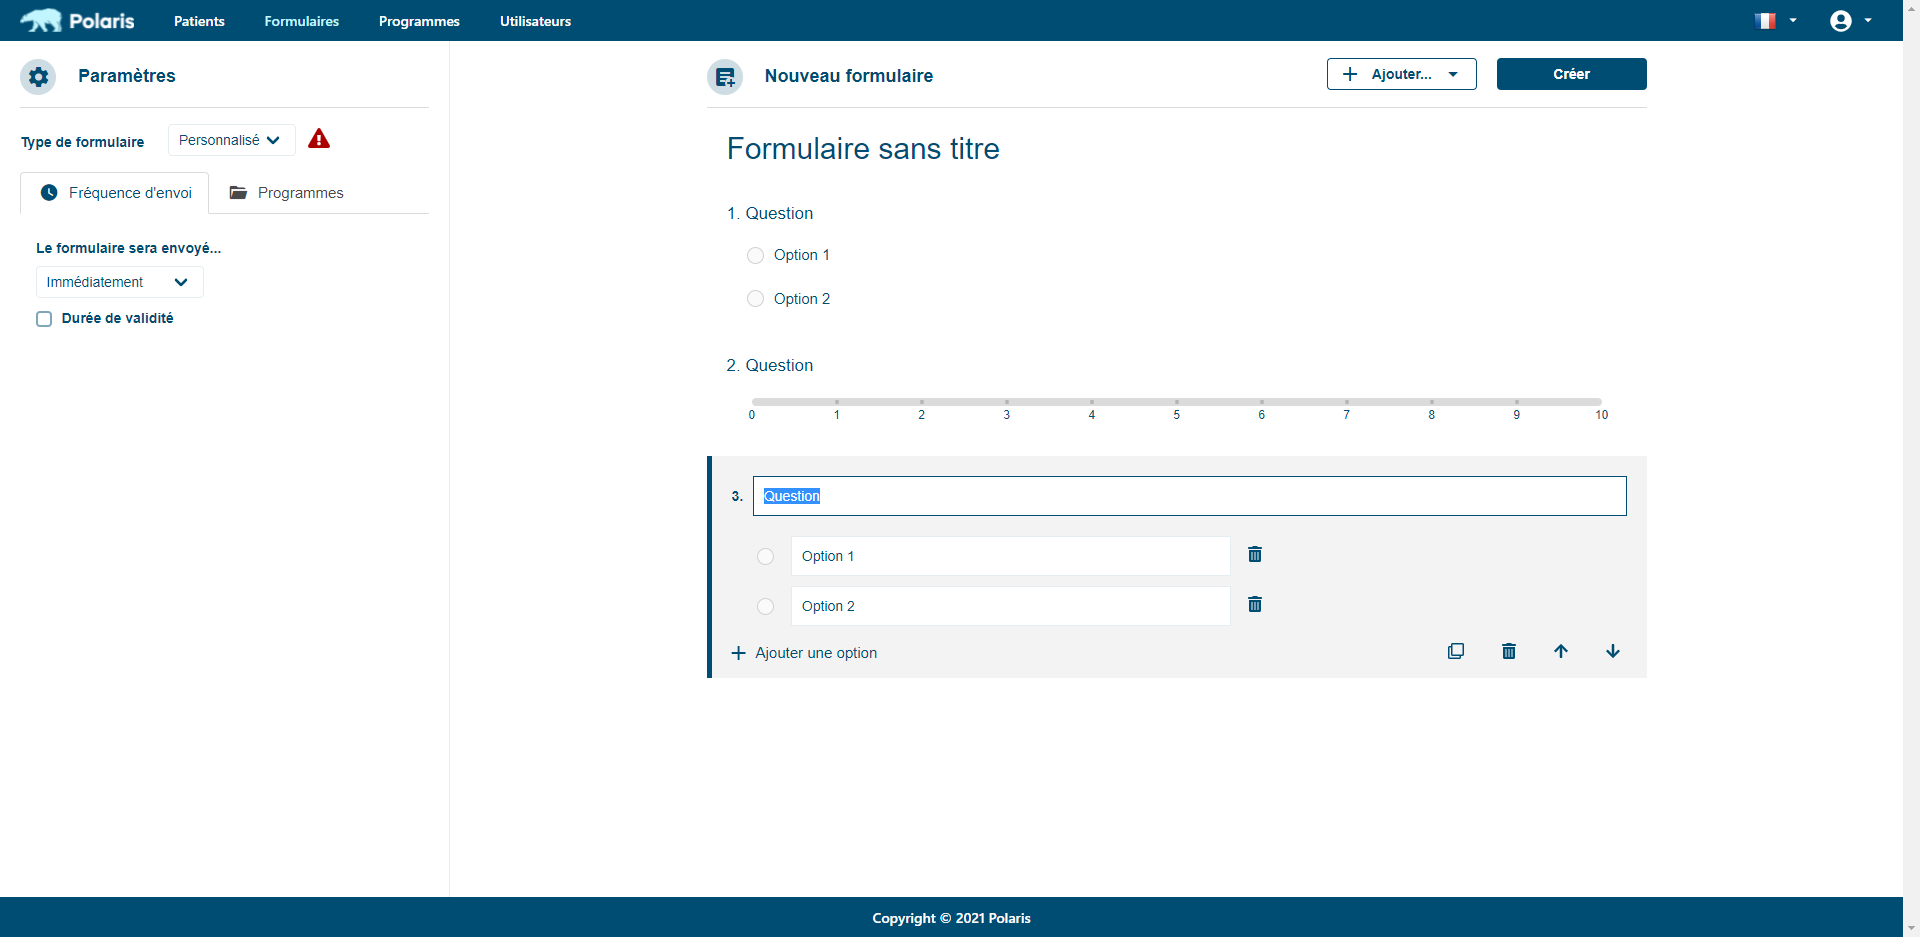 Polaris Patients Formulaires Programmes Utilisateurs
Paramètres
Type de formulaire Personnalisé
Fréquence d'envoi Programmes
Le formulaire sera envoyé...
Immédiatement
Durée de validité
Nouveau formulaire Ajouter... Créer
Formulaire sans titre
1. Question
Option 1
Option 2
2. Question
0 1 2 3 4 5 6 7 8 9 10
3. Question
Option 1
Option 2
Ajouter une option
Copyright © 2021 Polaris